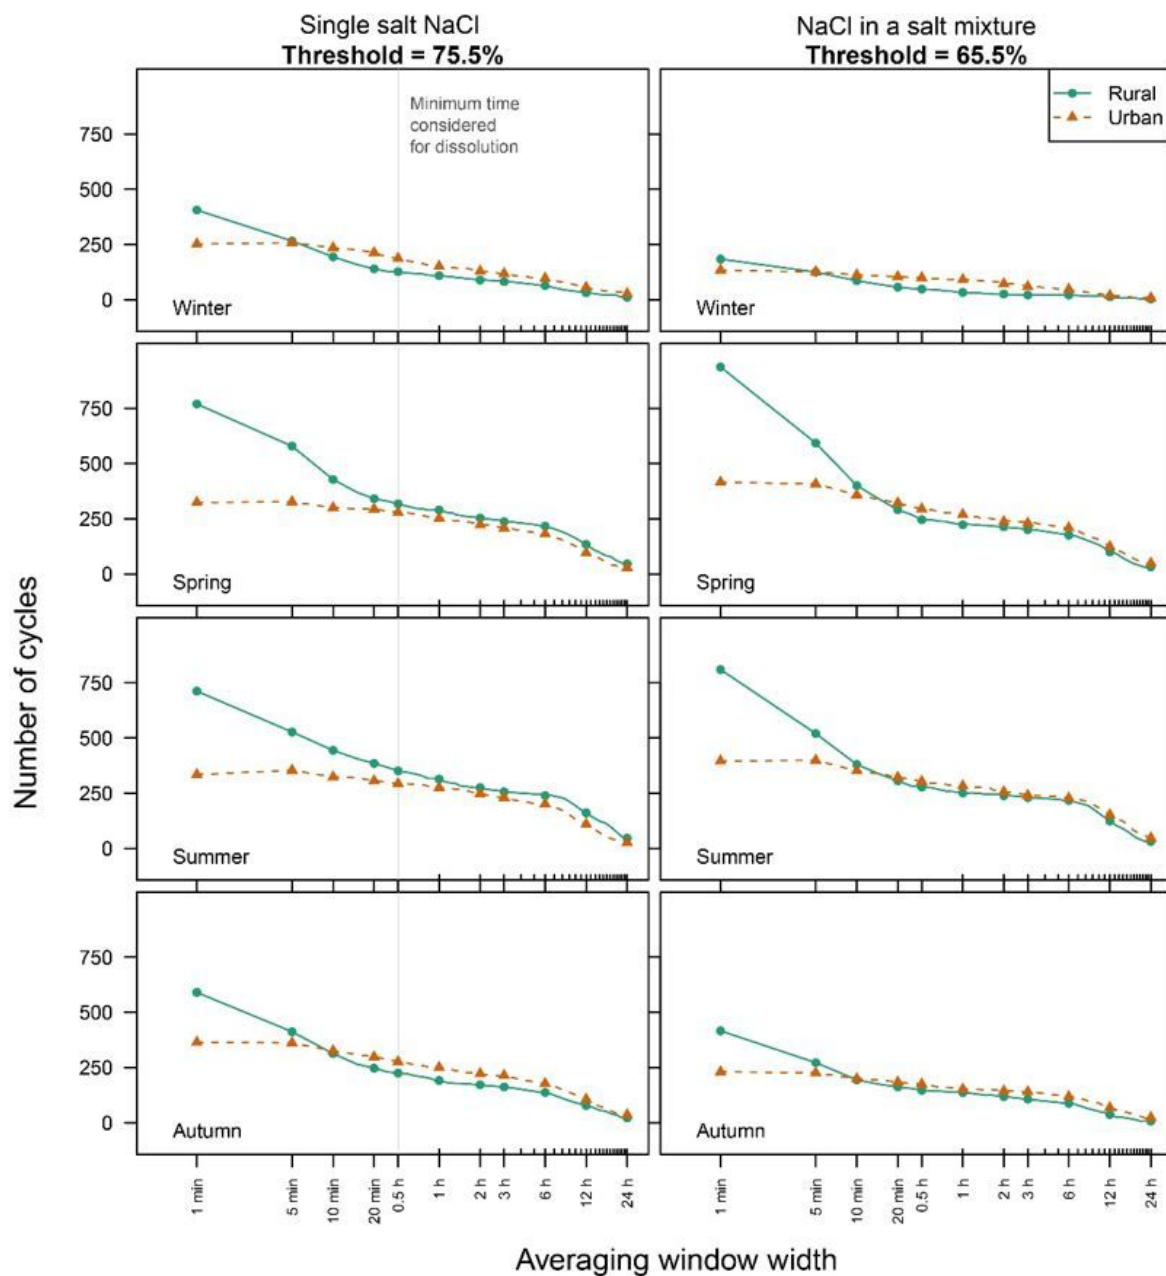 Single salt NaCl
Threshold = 75.5%
NaCl in a salt mixture
Threshold = 65.5%
Minimum time
considered
for dissolution
Rural
Urban
750
500
250
0
Winter
Winter
750
500
250
0
Spring
Spring
Number of cycles
750
500
250
0
Summer
Summer
750
500
250
0
Autumn
Autumn
1 min
5 min
10 min
20 min
0.5 h
1 h
2 h
3 h
6 h
12 h
24 h
1 min
5 min
10 min
20 min
0.5 h
1 h
2 h
3 h
6 h
12 h
24 h
Averaging window width